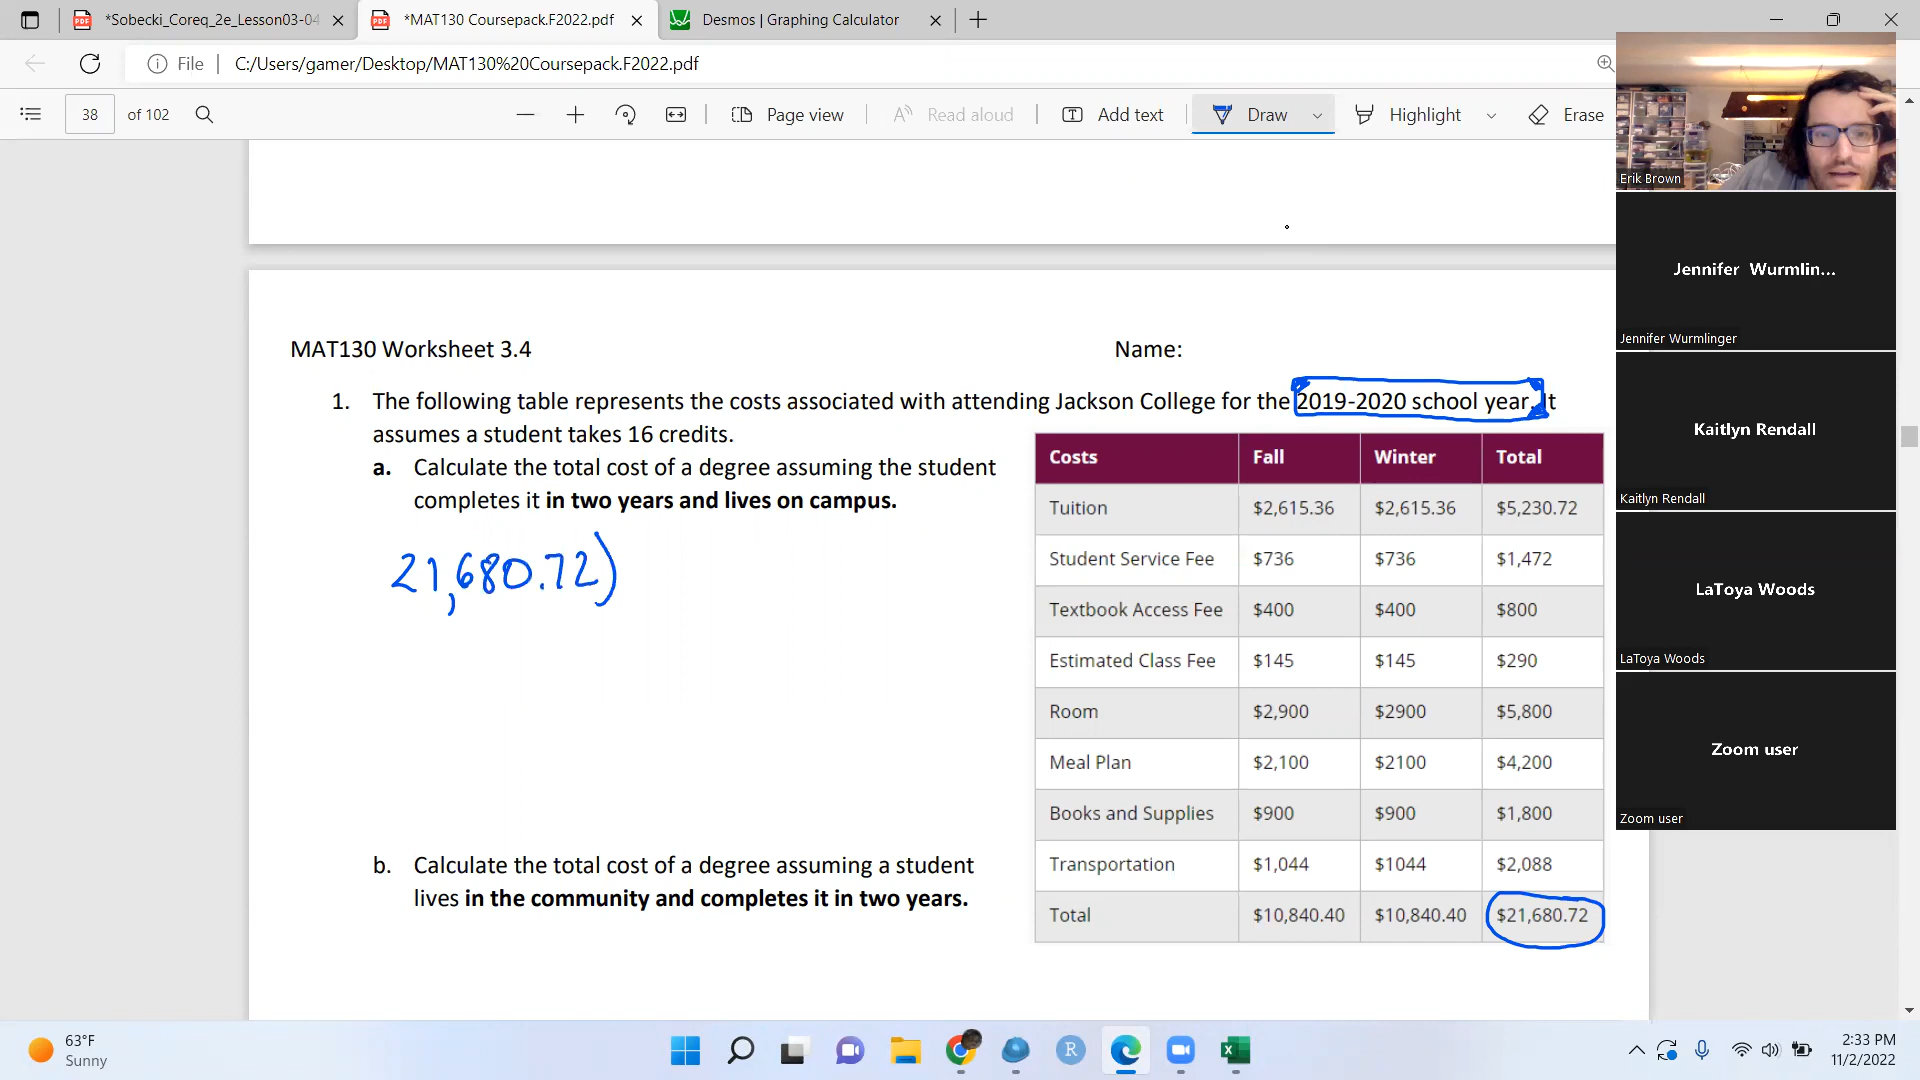 *Sobecki_Coreq_2e_Lesson03-04
*MAT130 Coursepack.F2022.pdf
Desmos | Graphing Calculator
File
C:/Users/gamer/Desktop/MAT130%20Coursepack.F2022.pdf
38 of 102
Page view
Read aloud
Add text
Draw
Highlight
Erase
MAT130 Worksheet 3.4
Name:
1. The following table represents the costs associated with attending Jackson College for the 2019-2020 school year. It
assumes a student takes 16 credits.
a. Calculate the total cost of a degree assuming the student
completes it in two years and lives on campus.
21,680.72)
b. Calculate the total cost of a degree assuming a student
lives in the community and completes it in two years.
Costs Fall Winter Total
Tuition $2,615.36 $2,615.36 $5,230.72
Student Service Fee $736 $736 $1,472
Textbook Access Fee $400 $400 $800
Estimated Class Fee $145 $145 $290
Room $2,900 $2900 $5,800
Meal Plan $2,100 $2100 $4,200
Books and Supplies $900 $900 $1,800
Transportation $1,044 $1044 $2,088
Total $10,840.40 $10,840.40 $21,680.72
Erik Brown
Jennifer Wurmlin...
Jennifer Wurmlinger
Kaitlyn Rendall
Kaitlyn Rendall
LaToya Woods
LaToya Woods
Zoom user
Zoom user
63°F
Sunny
2:33 PM
11/2/2022